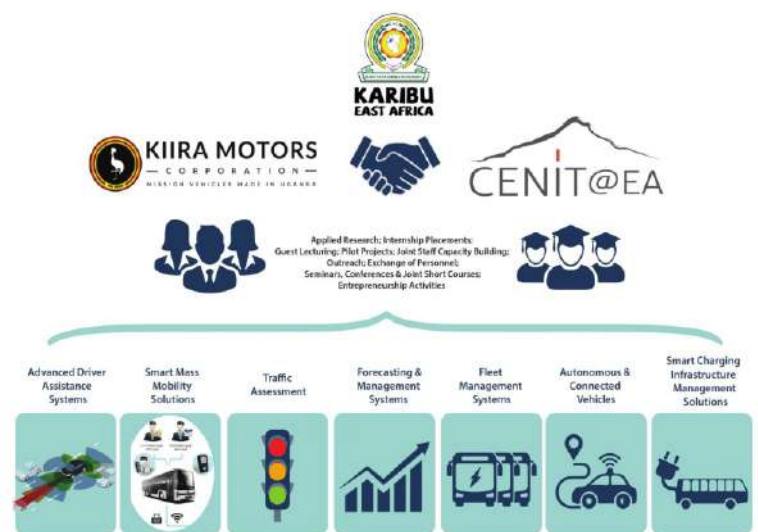 KARIBU
EAST AFRICA
KIIRA MOTORS
CORPORATION
MISSION VEHICLES MADE IN UGANDA
CENIT@EA
Applied Research; Internship Placements;
Guest Lecturing; Pilot Projects; Joint Staff Capacity Building;
Outreach; Exchange of Personnel;
Seminars, Conferences & Joint Short Courses;
Entrepreneurship Activities
Advanced Driver
Assistance
Systems
Smart Mass
Mobility
Solutions
Traffic
Assessment
Forecasting &
Management
Systems
Fleet
Management
Systems
Autonomous &
Connected
Vehicles
Smart Charging
Infrastructure
Management
Solutions